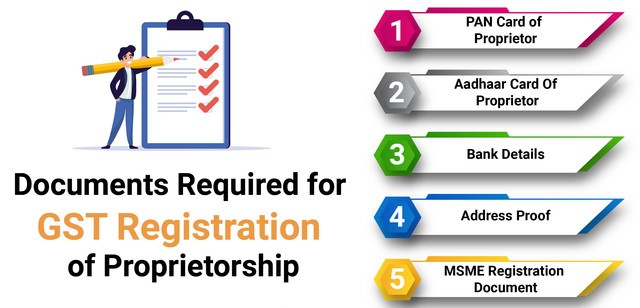 Documents Required for
GST Registration
of Proprietorship
1
PAN Card of
Proprietor
2
Aadhaar Card Of
Proprietor
3
Bank Details
4
Address Proof
5
MSME Registration
Document